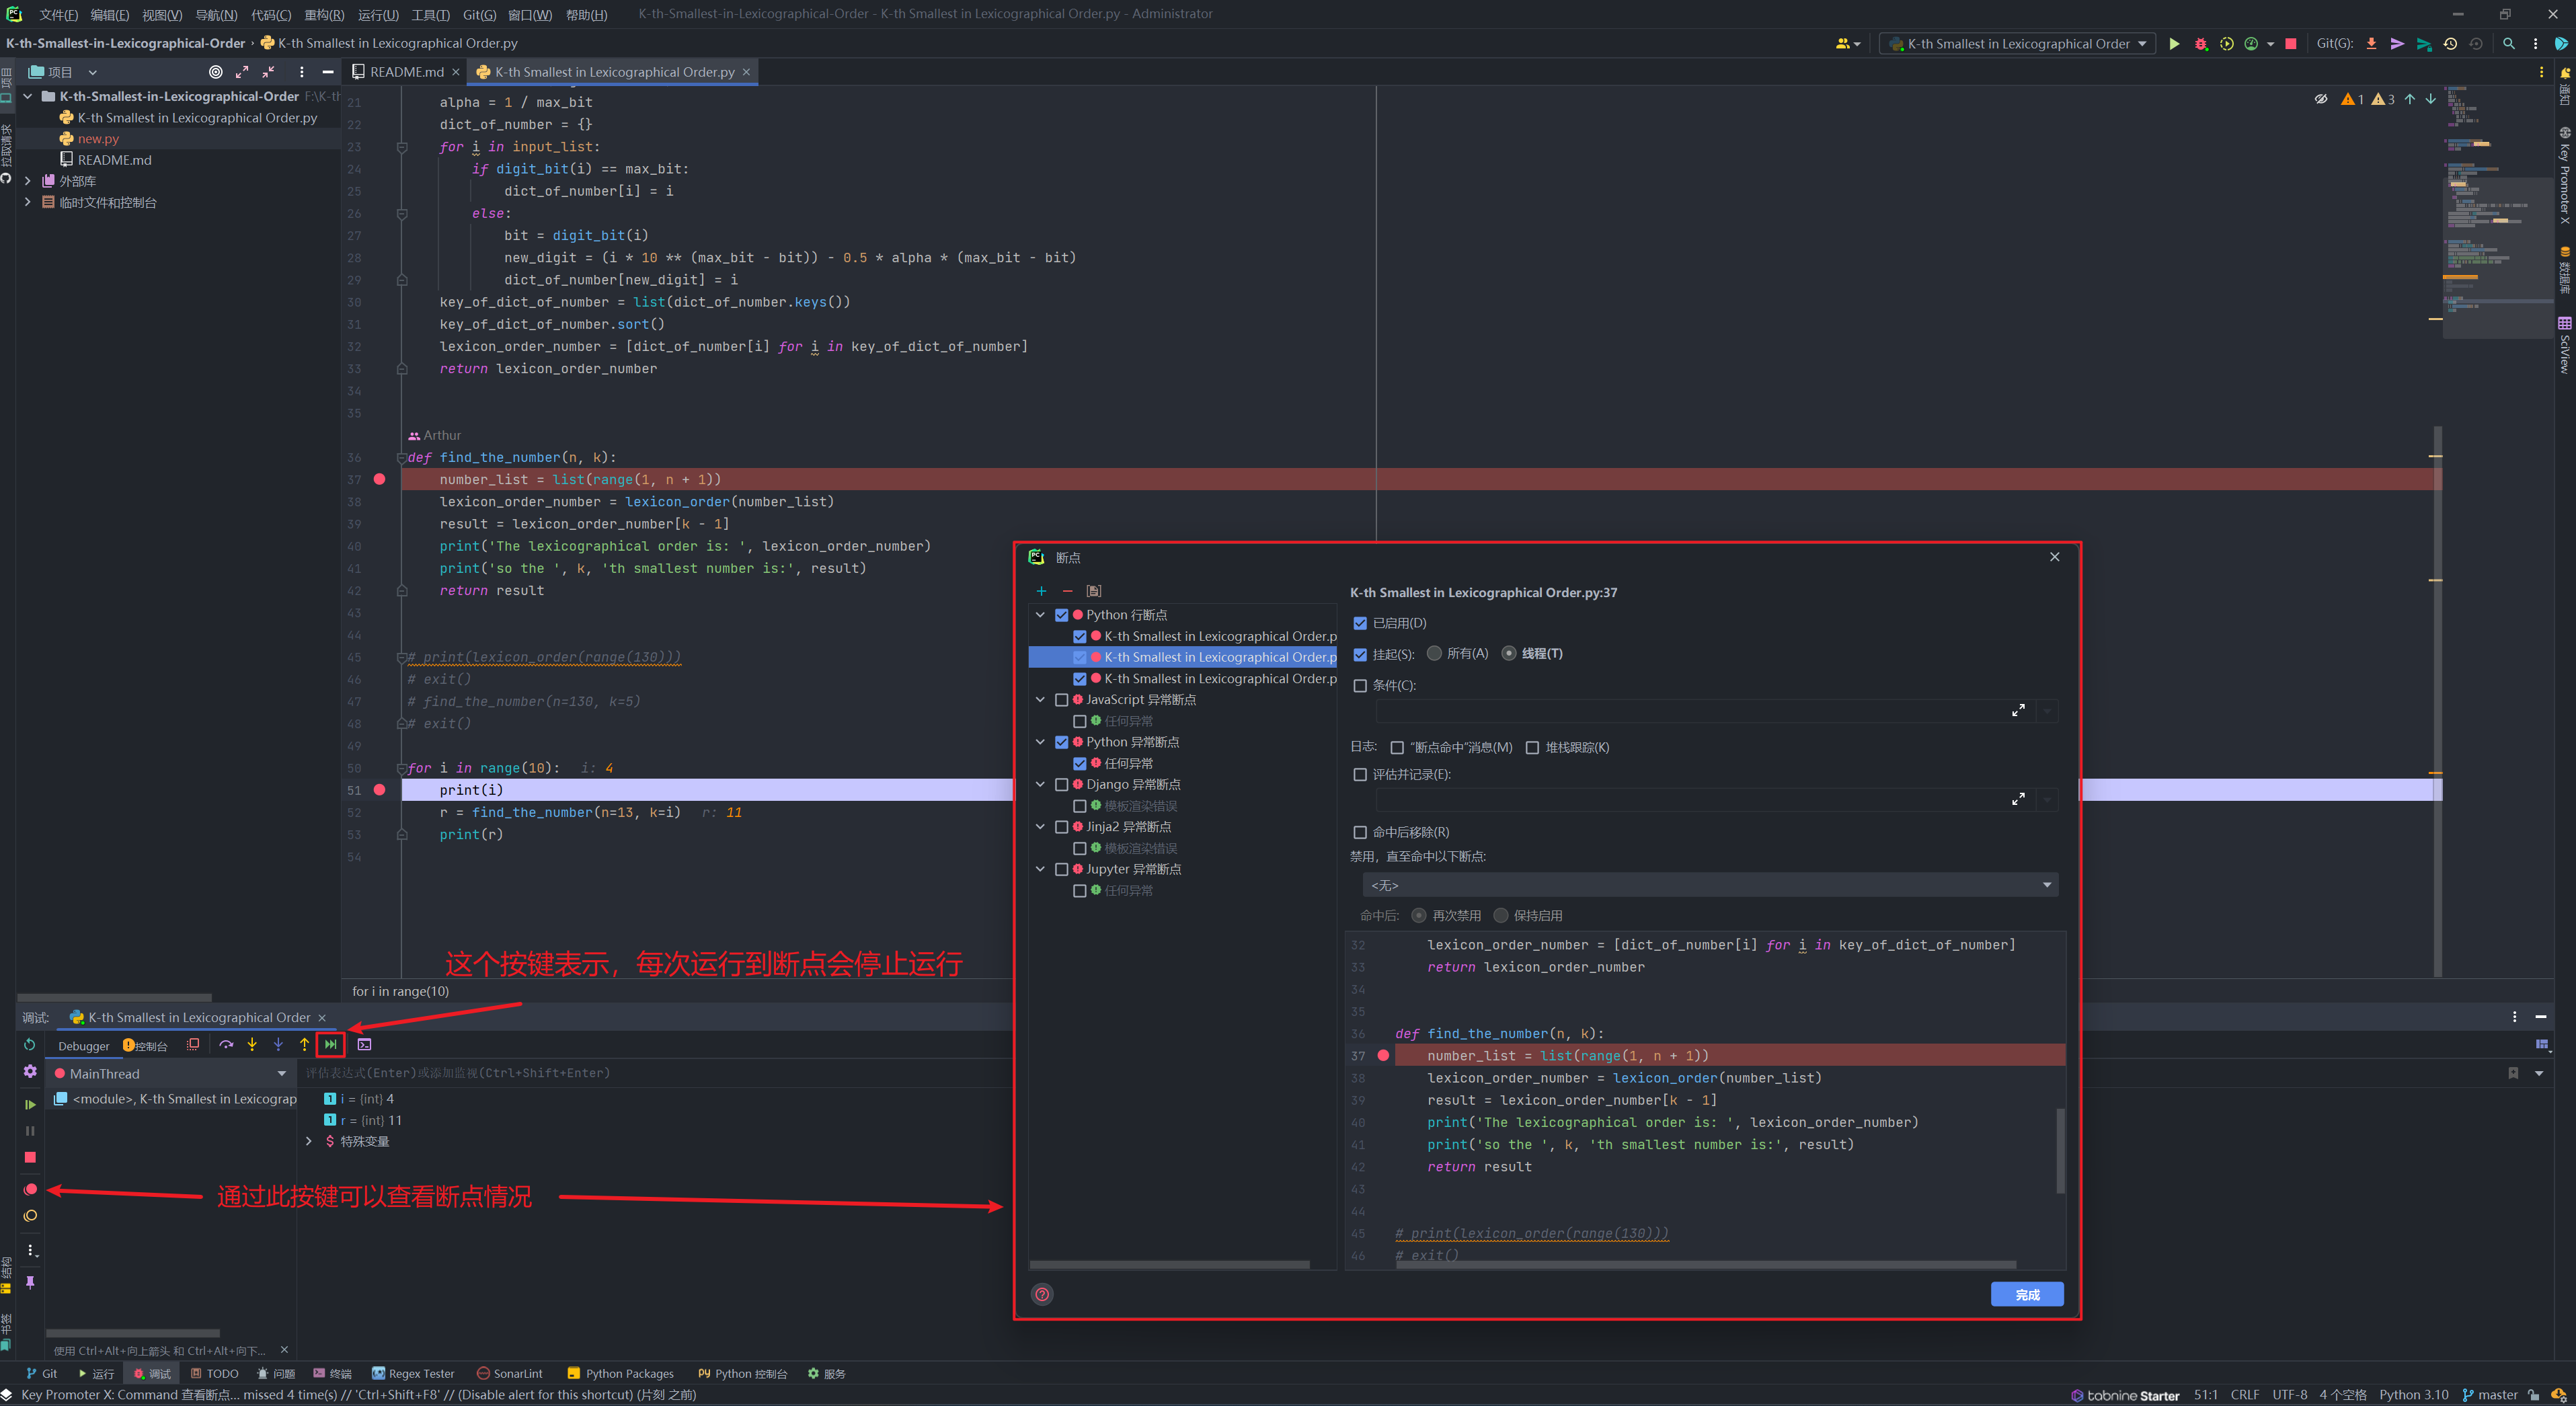 文件(F) 编辑(E) 视图(V) 导航(N) 代码(C) 重构(R) 运行(U) 工具(T) Git(G) 窗口(W) 帮助(H) K-th-Smallest-in-Lexicographical-Order - K-th Smallest in Lexicographical Order.py - Administrator
K-th-Smallest-in-Lexicographical-Order › K-th Smallest in Lexicographical Order.py
K-th Smallest in Lexicographical Order Git(G):
项目
README.md × K-th Smallest in Lexicographical Order.py ×
K-th-Smallest-in-Lexicographical-Order F:\K-th
K-th Smallest in Lexicographical Order.py
new.py
README.md
外部库
临时文件和控制台
项目
拉取请求
结构
书签
通知
Key Promoter X
数据库
SciView
1 3
21 alpha = 1 / max_bit
22 dict_of_number = {}
23 for i in input_list:
24 if digit_bit(i) == max_bit:
25 dict_of_number[i] = i
26 else:
27 bit = digit_bit(i)
28 new_digit = (i * 10 ** (max_bit - bit)) - 0.5 * alpha * (max_bit - bit)
29 dict_of_number[new_digit] = i
30 key_of_dict_of_number = list(dict_of_number.keys())
31 key_of_dict_of_number.sort()
32 lexicon_order_number = [dict_of_number[i] for i in key_of_dict_of_number]
33 return lexicon_order_number
34
35
Arthur
36 def find_the_number(n, k):
37 number_list = list(range(1, n + 1))
38 lexicon_order_number = lexicon_order(number_list)
39 result = lexicon_order_number[k - 1]
40 print('The lexicographical order is: ', lexicon_order_number)
41 print('so the ', k, 'th smallest number is:', result)
42 return result
43
44
45 # print(lexicon_order(range(130)))
46 # exit()
47 # find_the_number(n=130, k=5)
48 # exit()
49
50 for i in range(10): i: 4
51 print(i)
52 r = find_the_number(n=13, k=i) r: 11
53 print(r)
54
这个按键表示，每次运行到断点会停止运行
for i in range(10)
断点
Python 行断点
K-th Smallest in Lexicographical Order.p
K-th Smallest in Lexicographical Order.p
K-th Smallest in Lexicographical Order.p
JavaScript 异常断点
任何异常
Python 异常断点
任何异常
Django 异常断点
模板渲染错误
Jinja2 异常断点
模板渲染错误
Jupyter 异常断点
任何异常
K-th Smallest in Lexicographical Order.py:37
已启用(D)
挂起(S): 所有(A) 线程(T)
条件(C):
日志: “断点命中”消息(M) 堆栈跟踪(K)
评估并记录(E):
命中后移除(R)
禁用，直至命中以下断点:
<无>
命中后: 再次禁用 保持启用
32 lexicon_order_number = [dict_of_number[i] for i in key_of_dict_of_number]
33 return lexicon_order_number
34
35
36 def find_the_number(n, k):
37 number_list = list(range(1, n + 1))
38 lexicon_order_number = lexicon_order(number_list)
39 result = lexicon_order_number[k - 1]
40 print('The lexicographical order is: ', lexicon_order_number)
41 print('so the ', k, 'th smallest number is:', result)
42 return result
43
44
45 # print(lexicon_order(range(130)))
46 # exit()
完成
调试: K-th Smallest in Lexicographical Order ×
Debugger 控制台
MainThread
评估表达式(Enter)或添加监视(Ctrl+Shift+Enter)
<module>, K-th Smallest in Lexicograp
i = {int} 4
r = {int} 11
特殊变量
通过此按键可以查看断点情况
使用 Ctrl+Alt+向上箭头 和 Ctrl+Alt+向下... ×
Git 运行 调试 TODO 问题 终端 Regex Tester SonarLint Python Packages Python 控制台 服务
Key Promoter X: Command 查看断点... missed 4 time(s) // 'Ctrl+Shift+F8' // (Disable alert for this shortcut) (片刻 之前)
tabnine Starter 51:1 CRLF UTF-8 4 个空格 Python 3.10 master